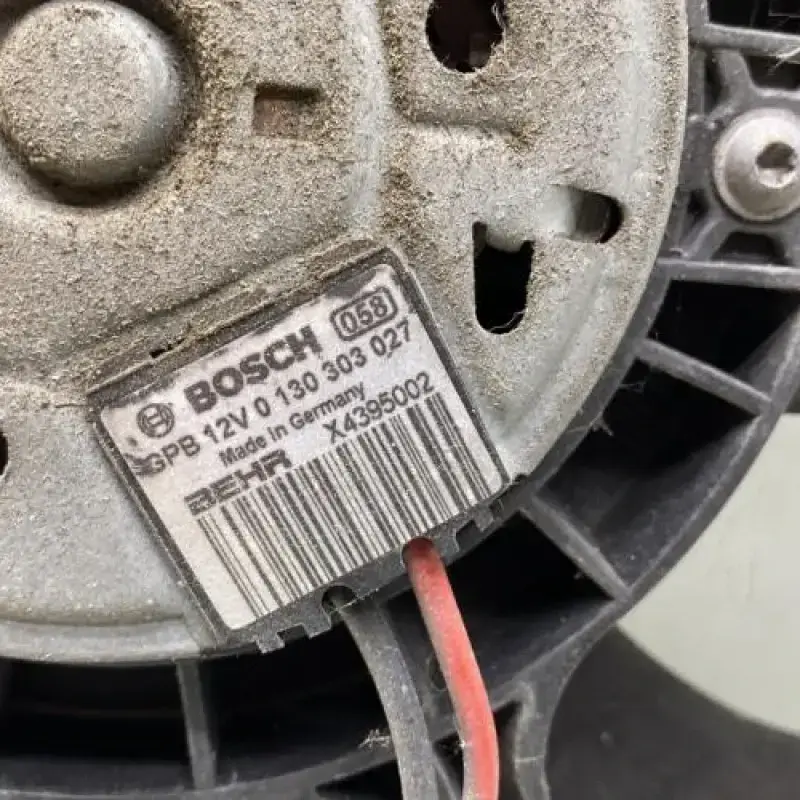 BOSCH 058
GPB 12V 0 130 303 027
Made in Germany
BEHR X4395002